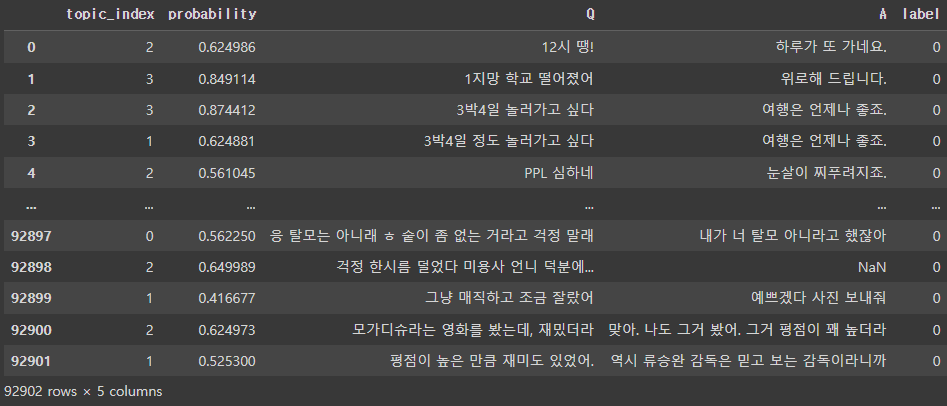 topic_index probability Q A label
0 2 0.624986 12시 땡! 하루가 또 가네요. 0
1 3 0.849114 1지망 학교 떨어졌어 위로해 드립니다. 0
2 3 0.874412 3박4일 놀러가고 싶다 여행은 언제나 좋죠. 0
3 1 0.624881 3박4일 정도 놀러가고 싶다 여행은 언제나 좋죠. 0
4 2 0.561045 PPL 심하네 눈살이 찌푸려지죠. 0
... ... ... ... ... ...
92897 0 0.562250 응 탈모는 아니래 ㅎ 숱이 좀 없는 거라고 걱정 말래 내가 너 탈모 아니라고 했잖아 0
92898 2 0.649989 걱정 한시름 덜었다 미용사 언니 덕분에... NaN 0
92899 1 0.416677 그냥 매직하고 조금 잘랐어 예쁘겠다 사진 보내줘 0
92900 2 0.624973 모가디슈라는 영화를 봤는데, 재밌더라 맞아. 나도 그거 봤어. 그거 평점이 꽤 높더라 0
92901 1 0.525300 평점이 높은 만큼 재미도 있었어. 역시 류승완 감독은 믿고 보는 감독이라니까 0
92902 rows × 5 columns